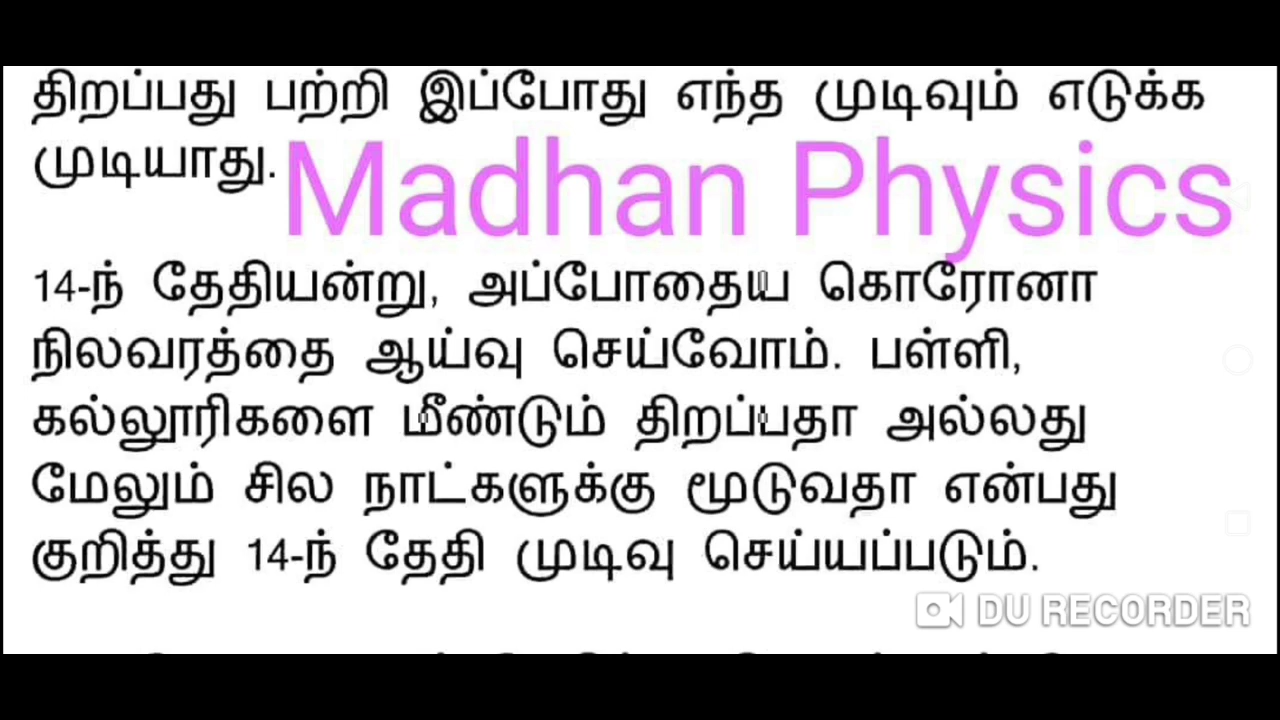 திறப்பது பற்றி இப்போது எந்த முடிவும் எடுக்க
முடியாது.
Madhan Physics
14-ந் தேதியன்று, அப்போதைய கொரோனா
நிலவரத்தை ஆய்வு செய்வோம். பள்ளி,
கல்லூரிகளை மீண்டும் திறப்பதா அல்லது
மேலும் சில நாட்களுக்கு மூடுவதா என்பது
குறித்து 14-ந் தேதி முடிவு செய்யப்படும்.
DU RECORDER